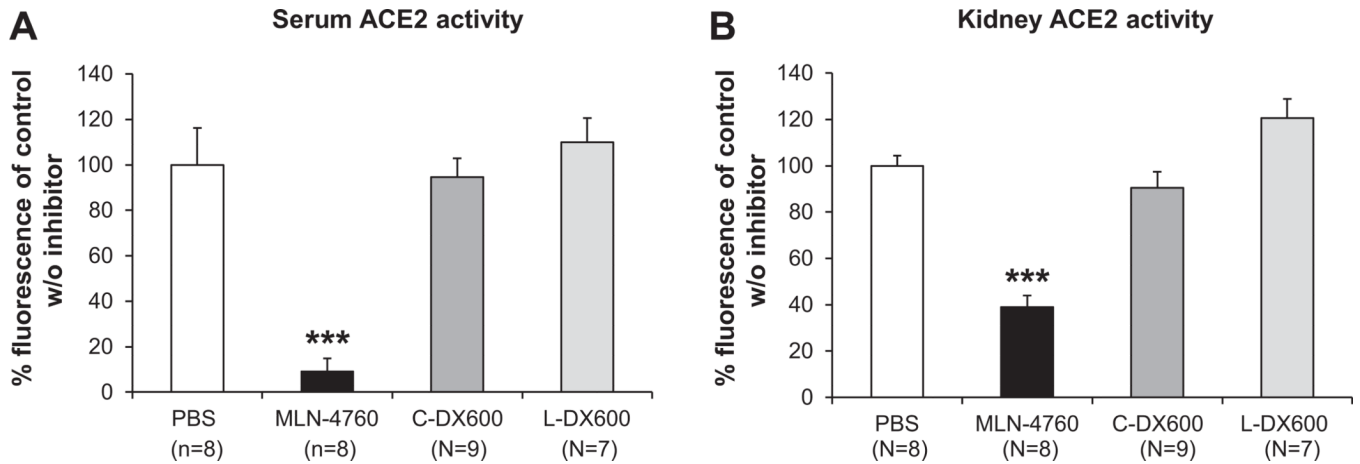 A
Serum ACE2 activity
% fluorescence of control
w/o inhibitor
140
120
100
80
60
40
20
0
***
PBS
(n=8)
MLN-4760
(n=8)
C-DX600
(N=9)
L-DX600
(N=7)
B
Kidney ACE2 activity
% fluorescence of control
w/o inhibitor
140
120
100
80
60
40
20
0
***
PBS
(N=8)
MLN-4760
(N=8)
C-DX600
(N=9)
L-DX600
(N=7)